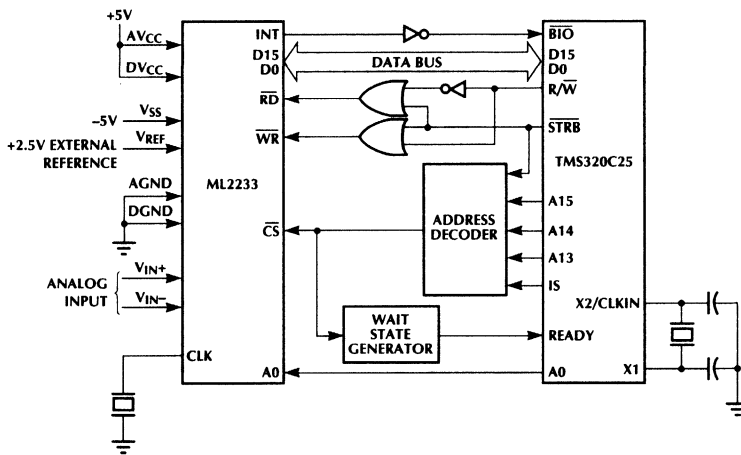 +5V
AVCC
DVCC
VSS
–5V
VREF
+2.5V EXTERNAL
REFERENCE
AGND
DGND
ANALOG
INPUT
VIN+
VIN–
CLK
ML2233
INT
D15
D0
RD
WR
CS
A0
DATA BUS
ADDRESS
DECODER
WAIT
STATE
GENERATOR
BIO
D15
D0
R/W
STRB
TMS320C25
A15
A14
A13
IS
X2/CLKIN
READY
A0
X1